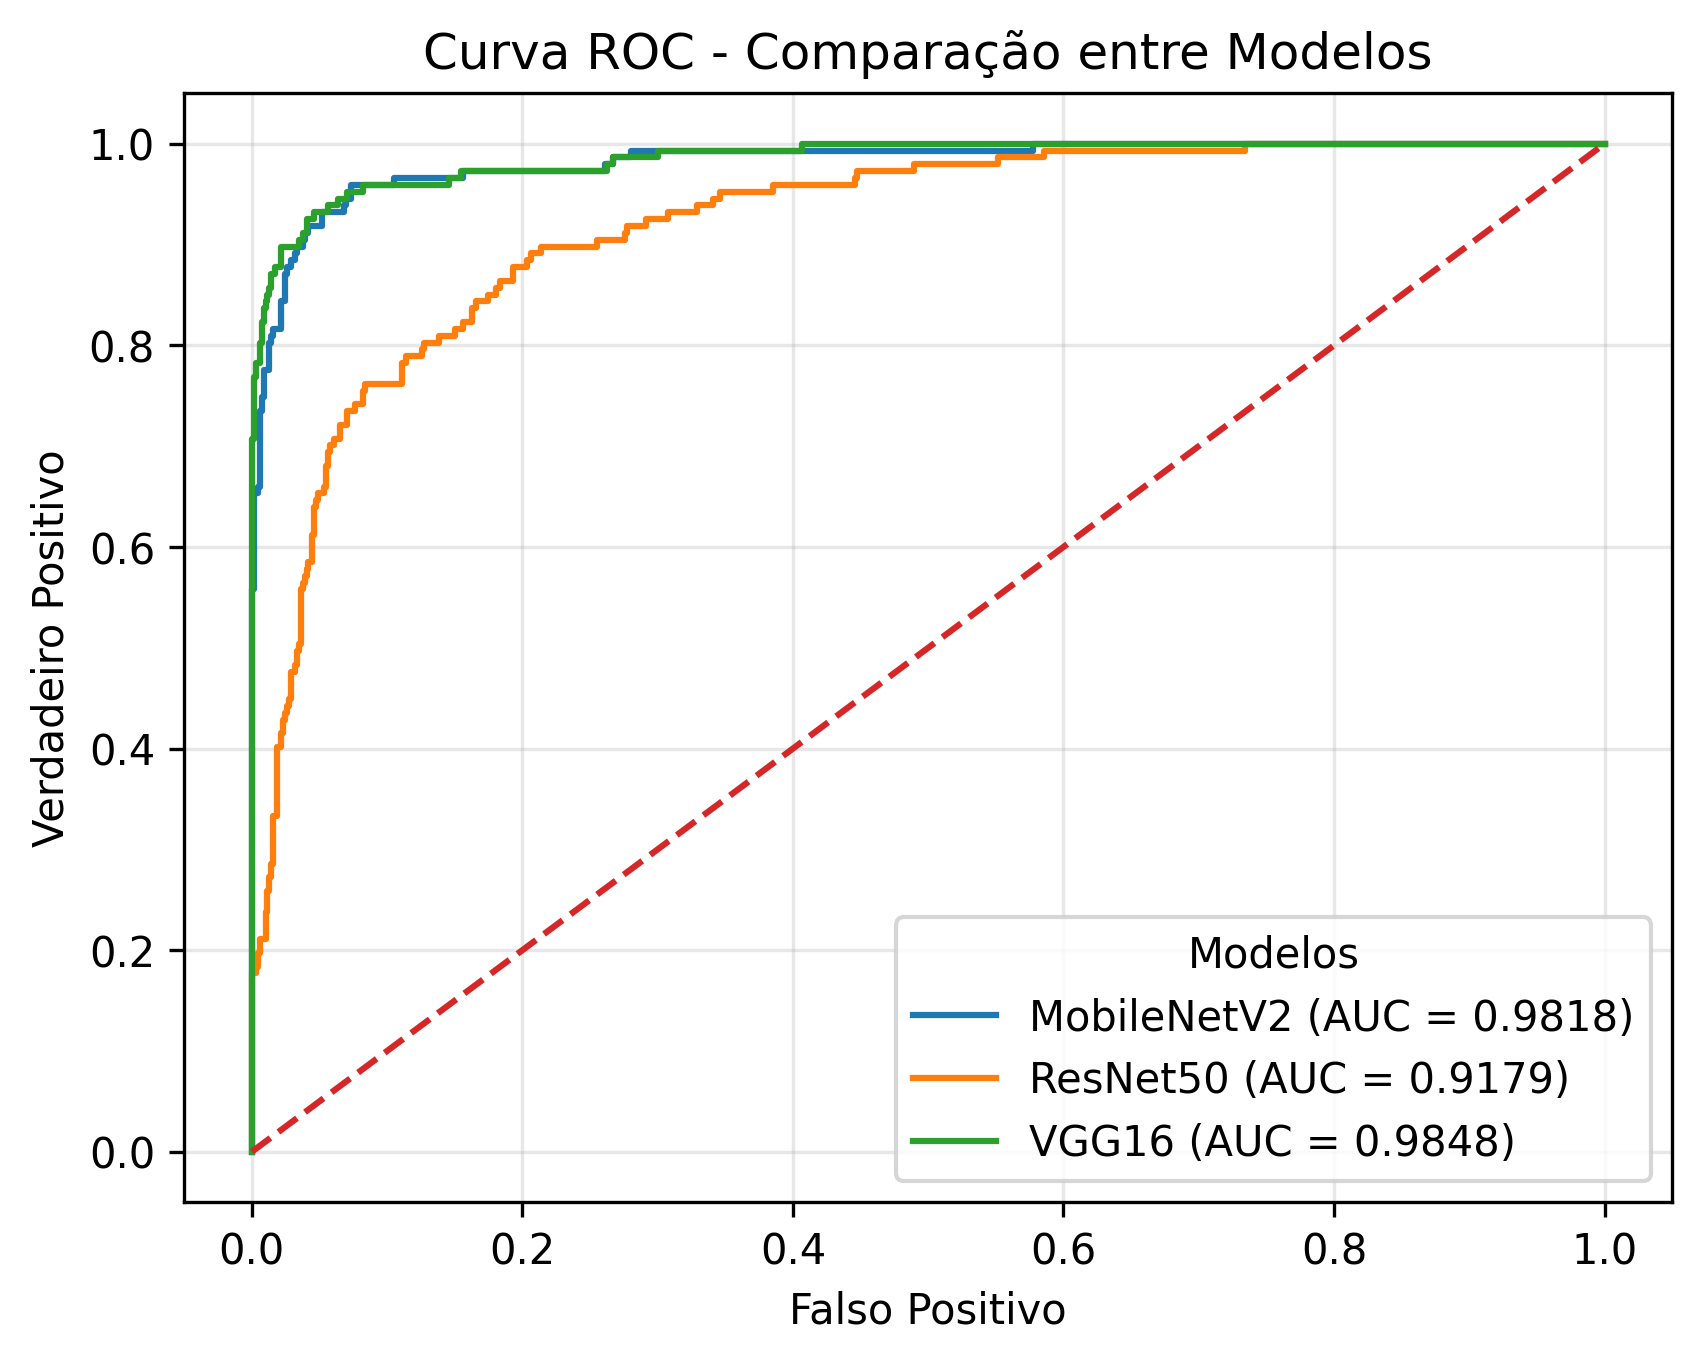 Curva ROC - Comparação entre Modelos
1.0
0.8
0.6
0.4
0.2
0.0
Verdadeiro Positivo
0.0 0.2 0.4 0.6 0.8 1.0
Falso Positivo
Modelos
MobileNetV2 (AUC = 0.9818)
ResNet50 (AUC = 0.9179)
VGG16 (AUC = 0.9848)